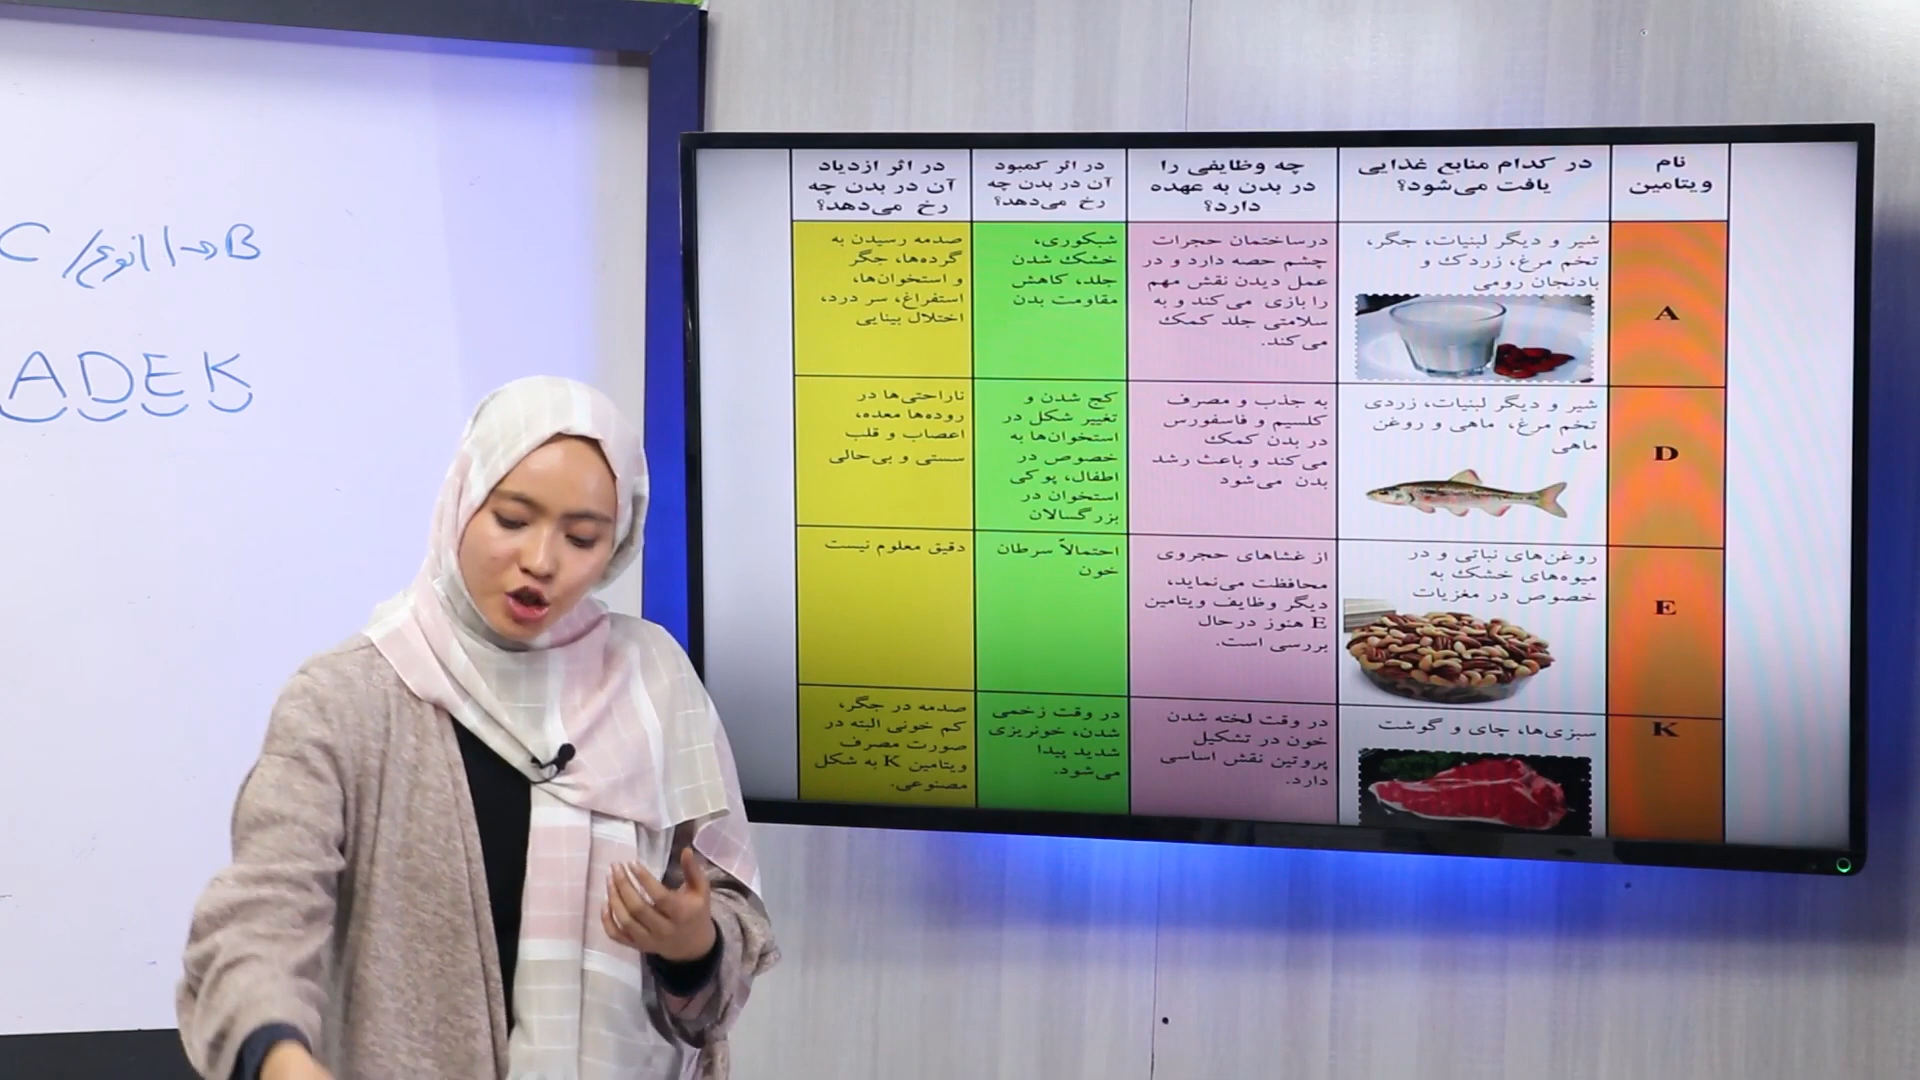 C / انواع ا B
ADEK
نام
ویتامین
در کدام منابع غذایی
یافت می‌شود؟
چه وظایفی را
در بدن به عهده
دارد؟
در اثر کمبود
آن در بدن چه
رخ می‌دهد؟
در اثر ازدیاد
آن در بدن چه
رخ می‌دهد؟
A
شیر و دیگر لبنیات، جگر،
تخم مرغ، زردک و
بادنجان رومی
درساختمان حجرات
چشم حصه دارد و در
عمل دیدن نقش مهم
را بازی می‌کند و به
سلامتی جلد کمک
می‌کند.
شبکوری،
خشک شدن
جلد، کاهش
مقاومت بدن
صدمه رسیدن به
گرده‌ها، جگر
و استخوان‌ها،
استفراغ، سر درد،
اختلال بینایی
D
شیر و دیگر لبنیات، زردی
تخم مرغ، ماهی و روغن
ماهی
به جذب و مصرف
کلسیم و فاسفورس
در بدن کمک
می‌کند و باعث رشد
بدن می‌شود
کج شدن و
تغییر شکل در
استخوان‌ها به
خصوص در
اطفال، پوکی
استخوان در
بزرگسالان
ناراحتی‌ها در
روده‌ها معده،
اعصاب و قلب
سستی و بی‌حالی
E
روغن‌های نباتی و در
میوه‌های خشک به
خصوص در مغزیات
از غشاهای حجروی
محافظت می‌نماید،
دیگر وظایف ویتامین
E هنوز درحال
بررسی است.
احتمالاً سرطان
خون
دقیق معلوم نیست
K
سبزی‌ها، چای و گوشت
در وقت لخته شدن
خون در تشکیل
پروتین نقش اساسی
دارد.
در وقت زخمی
شدن، خونریزی
شدید پیدا
می‌شود.
صدمه در جگر،
کم خونی البته در
صورت مصرف
ویتامین K به شکل
مصنوعی.